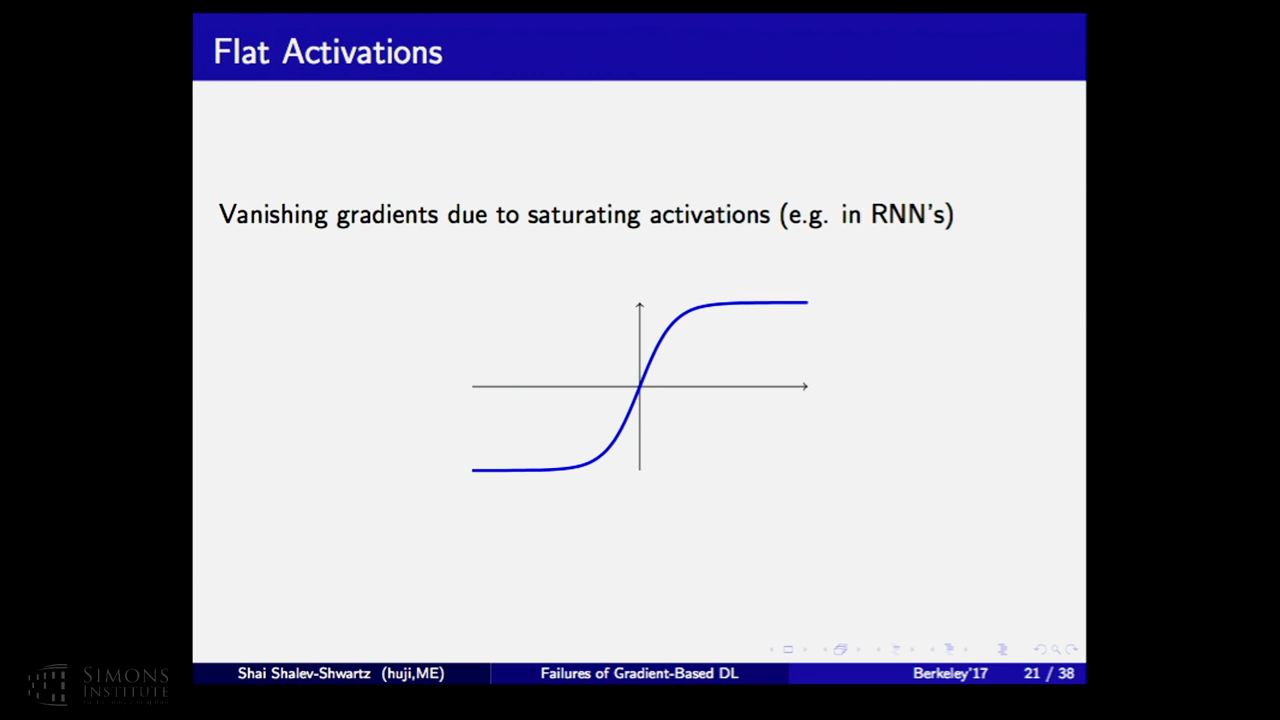 Flat Activations
Vanishing gradients due to saturating activations (e.g. in RNN's)
Shai Shalev-Shwartz (huji,ME)
Failures of Gradient-Based DL
Berkeley'17
21 / 38
SIMONS
INSTITUTE